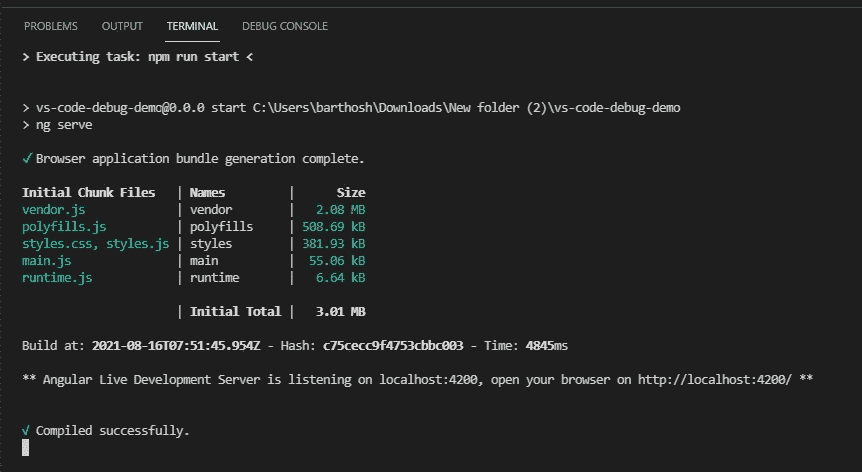 PROBLEMS OUTPUT TERMINAL DEBUG CONSOLE
> Executing task: npm run start <
> vs-code-debug-demo@0.0.0 start C:\Users\barthosh\Downloads\New folder (2)\vs-code-debug-demo
> ng serve
✓ Browser application bundle generation complete.
Initial Chunk Files | Names | Size
vendor.js | vendor | 2.08 MB
polyfills.js | polyfills | 508.69 kB
styles.css, styles.js | styles | 381.93 kB
main.js | main | 55.06 kB
runtime.js | runtime | 6.64 kB
| Initial Total | 3.01 MB
Build at: 2021-08-16T07:51:45.954Z - Hash: c75cecc9f4753cbbc003 - Time: 4845ms
** Angular Live Development Server is listening on localhost:4200, open your browser on http://localhost:4200/ **
√ Compiled successfully.